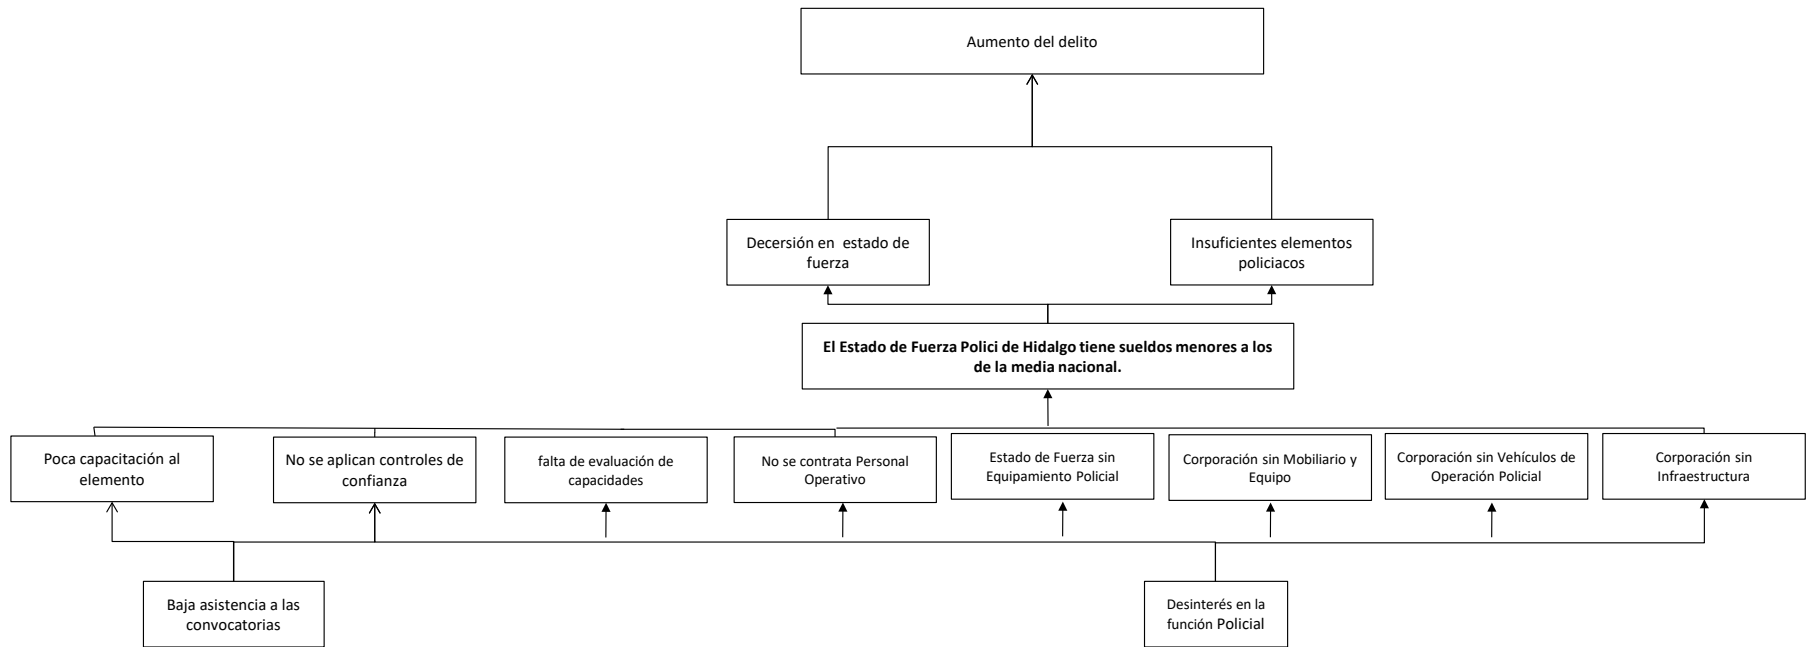 Aumento del delito
Decersión en estado de
fuerza
Insuficientes elementos
policiacos
El Estado de Fuerza Polici de Hidalgo tiene sueldos menores a los
de la media nacional.
Poca capacitación al
elemento
No se aplican controles de
confianza
falta de evaluación de
capacidades
No se contrata Personal
Operativo
Estado de Fuerza sin
Equipamiento Policial
Corporación sin Mobiliario y
Equipo
Corporación sin Vehículos de
Operación Policial
Corporación sin
Infraestructura
Baja asistencia a las
convocatorias
Desinterés en la
función Policial